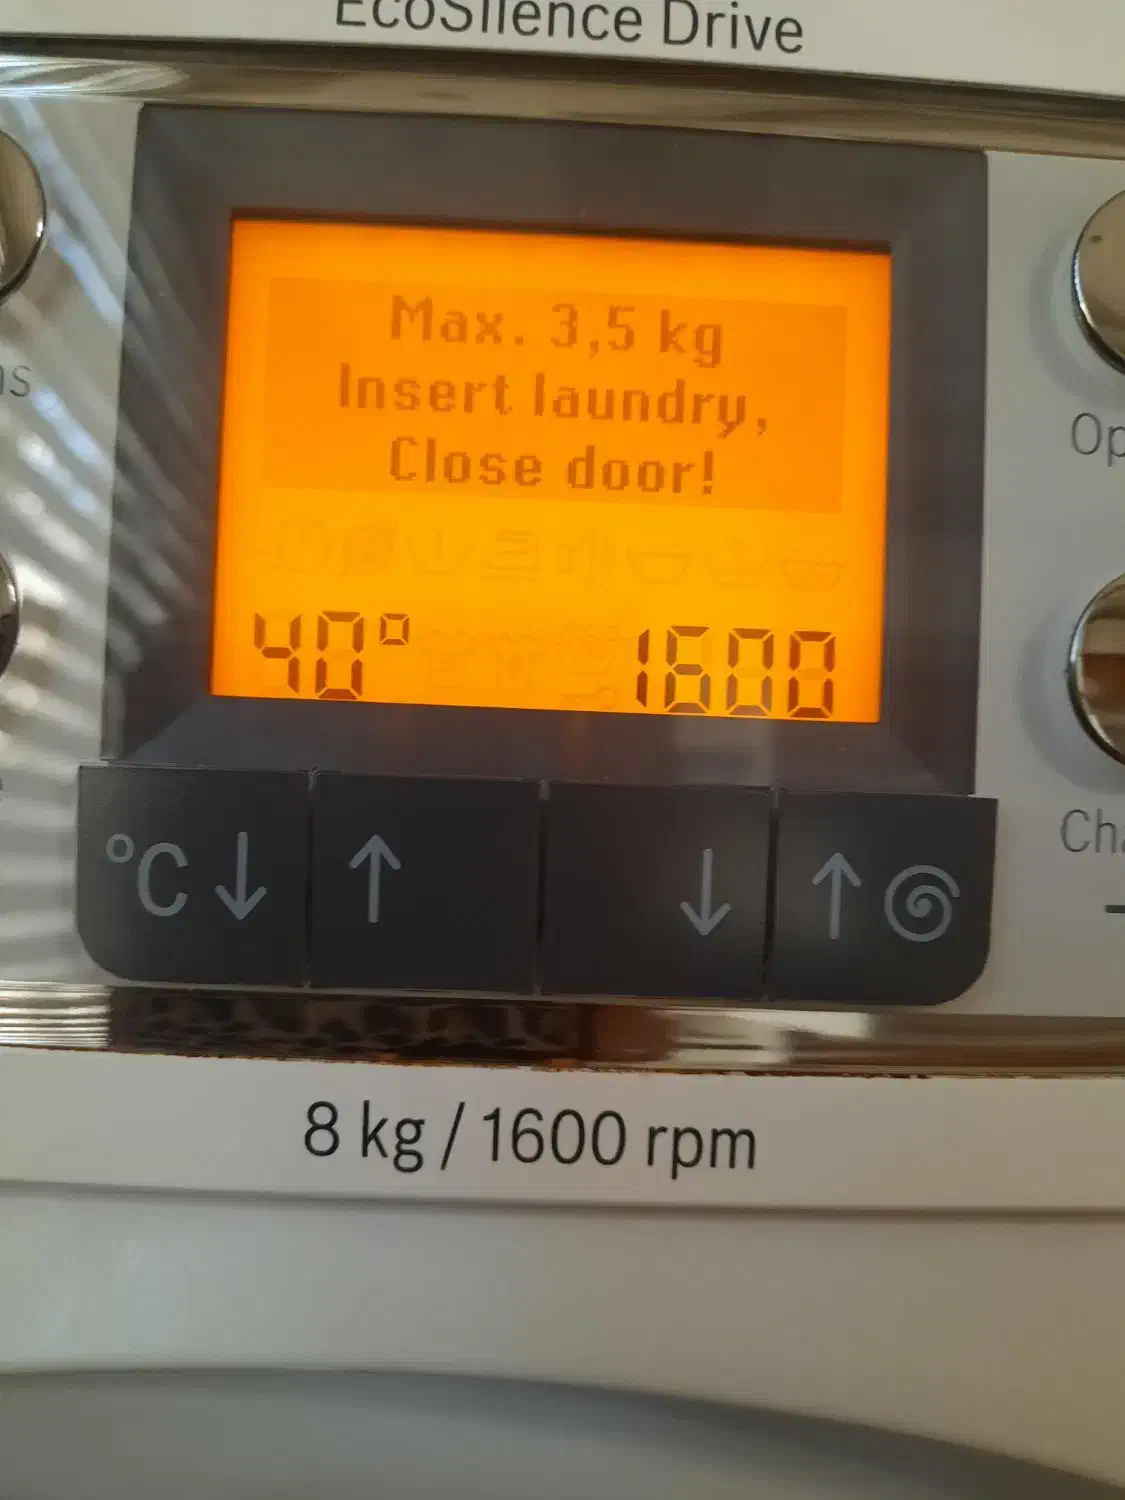 EcoSilence Drive
Max. 3,5 kg
Insert laundry,
Close door!
40° 1600
°C ↓ ↑ ↓ ↑
8 kg / 1600 rpm